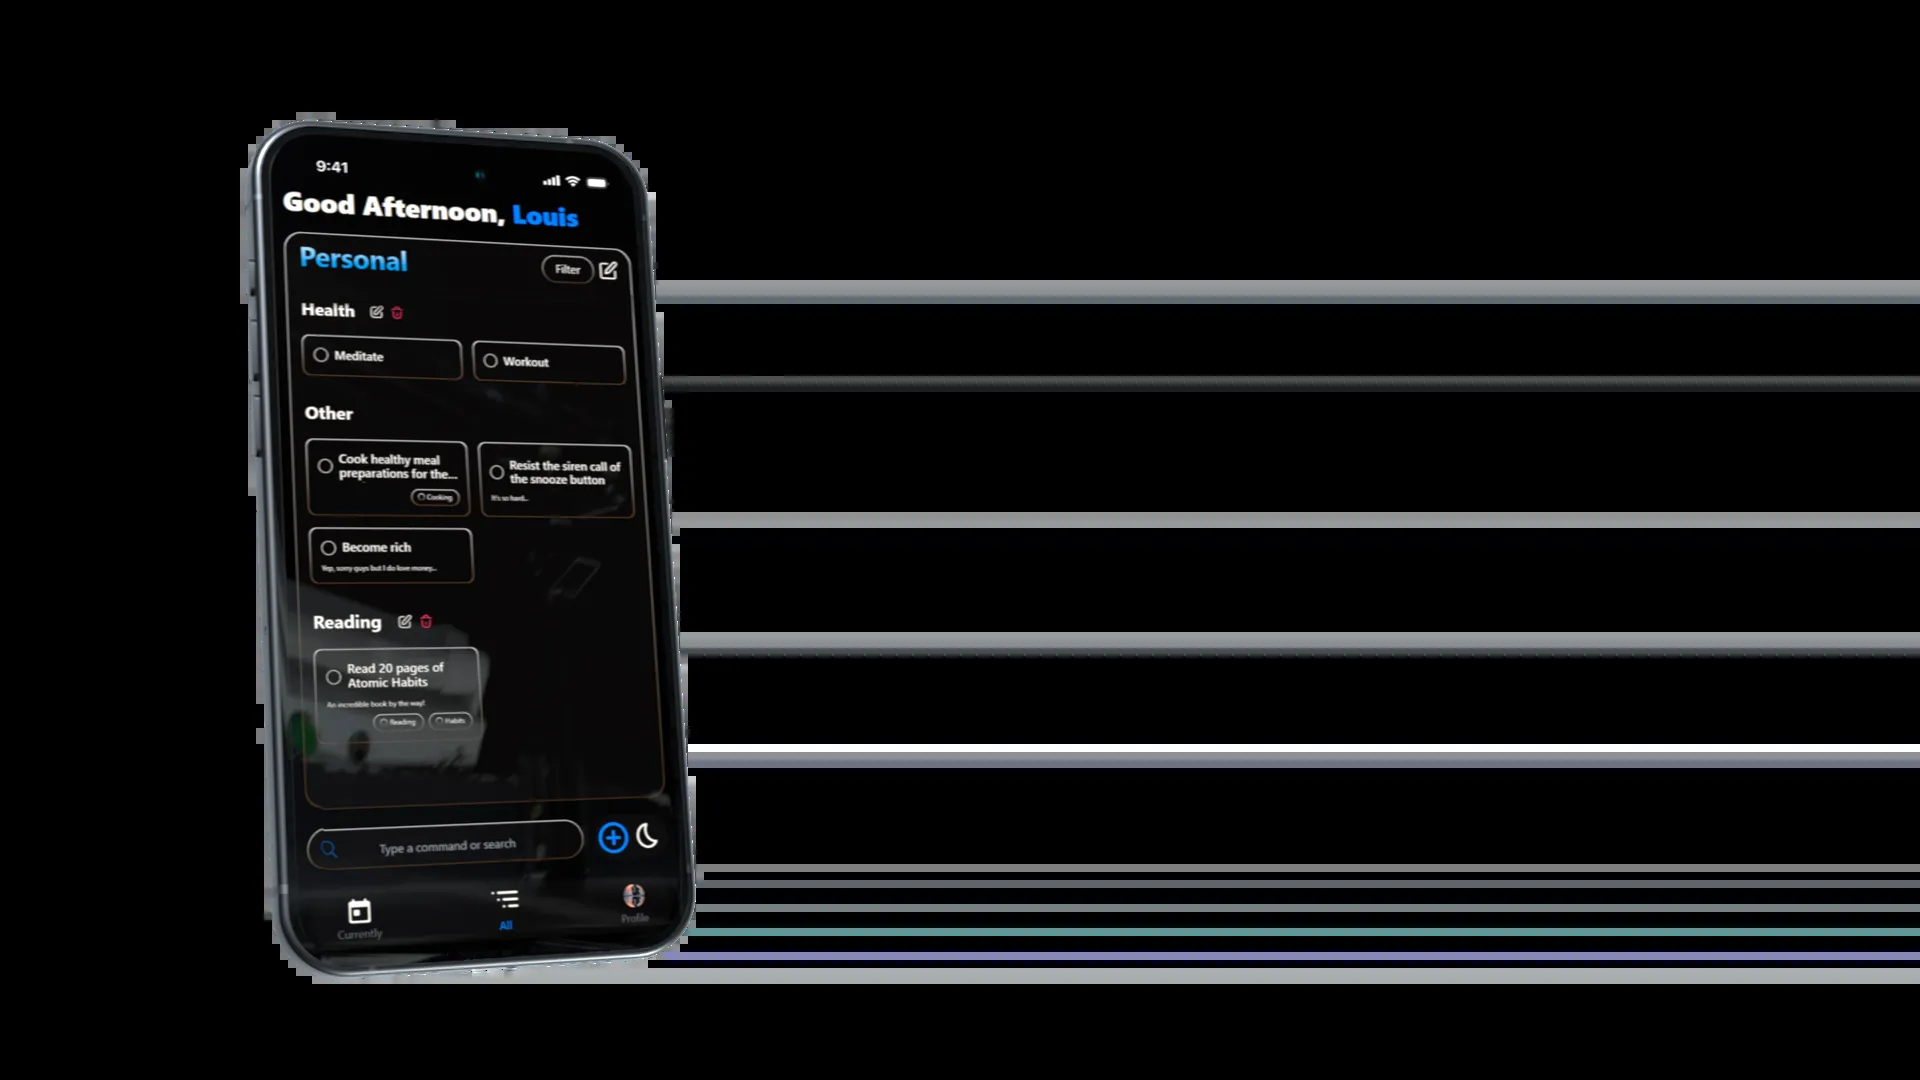 9:41
Good Afternoon, Louis
Personal
Filter
Health
Meditate
Workout
Other
Cook healthy meal
preparations for the...
Cooking
Resist the siren call of
the snooze button
It's so hard...
Become rich
Yep, sorry guys but I do love money...
Reading
Read 20 pages of
Atomic Habits
An incredible book by the way!
Reading
Habits
Type a command or search
Currently
All
Profile